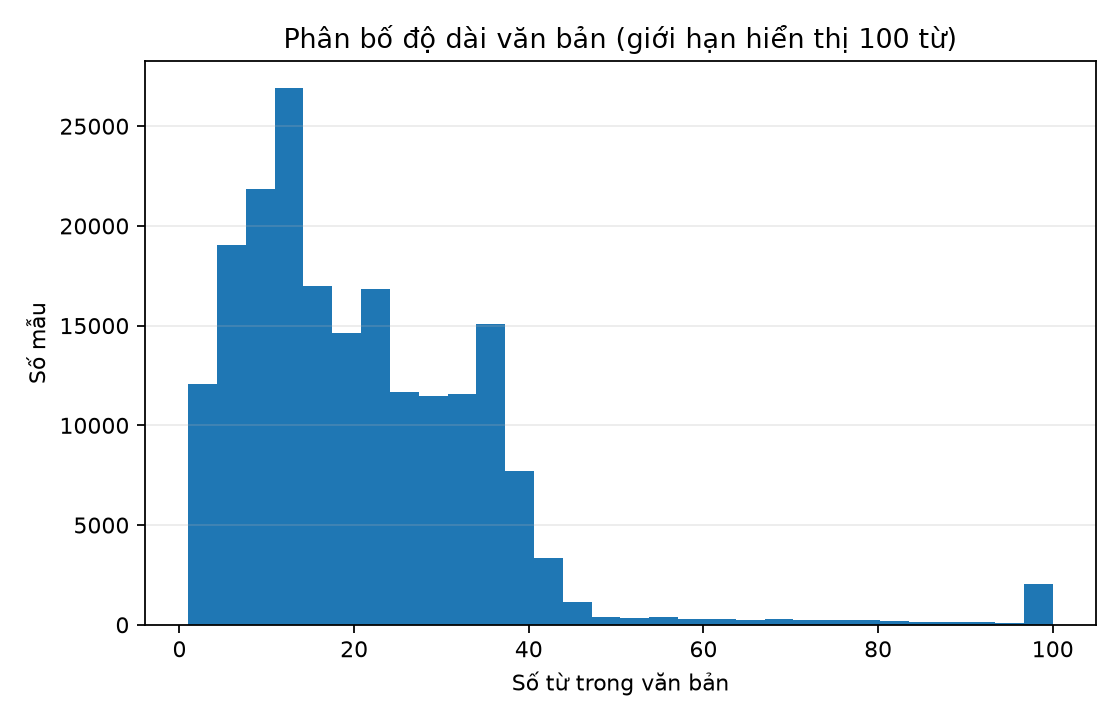 Phân bố độ dài văn bản (giới hạn hiển thị 100 từ)
Số mẫu
25000
20000
15000
10000
5000
0
0 20 40 60 80 100
Số từ trong văn bản